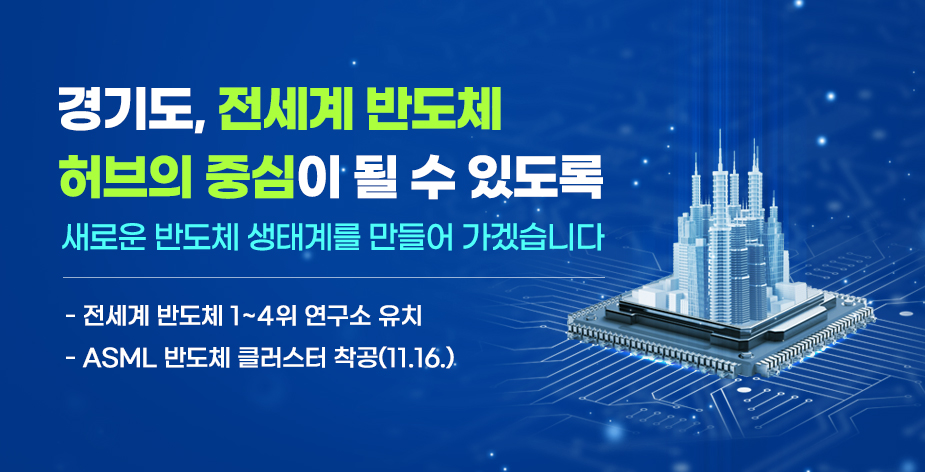 경기도, 전세계 반도체
허브의 중심이 될 수 있도록
새로운 반도체 생태계를 만들어 가겠습니다
- 전세계 반도체 1~4위 연구소 유치
- ASML 반도체 클러스터 착공(11.16.)